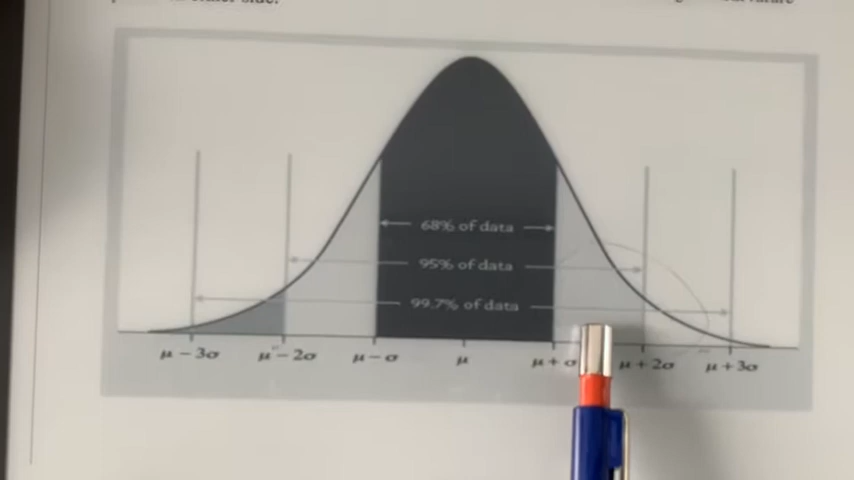 68% of data
95% of data
99.7% of data
μ − 3σ μ − 2σ μ − σ μ μ + σ μ + 2σ μ + 3σ